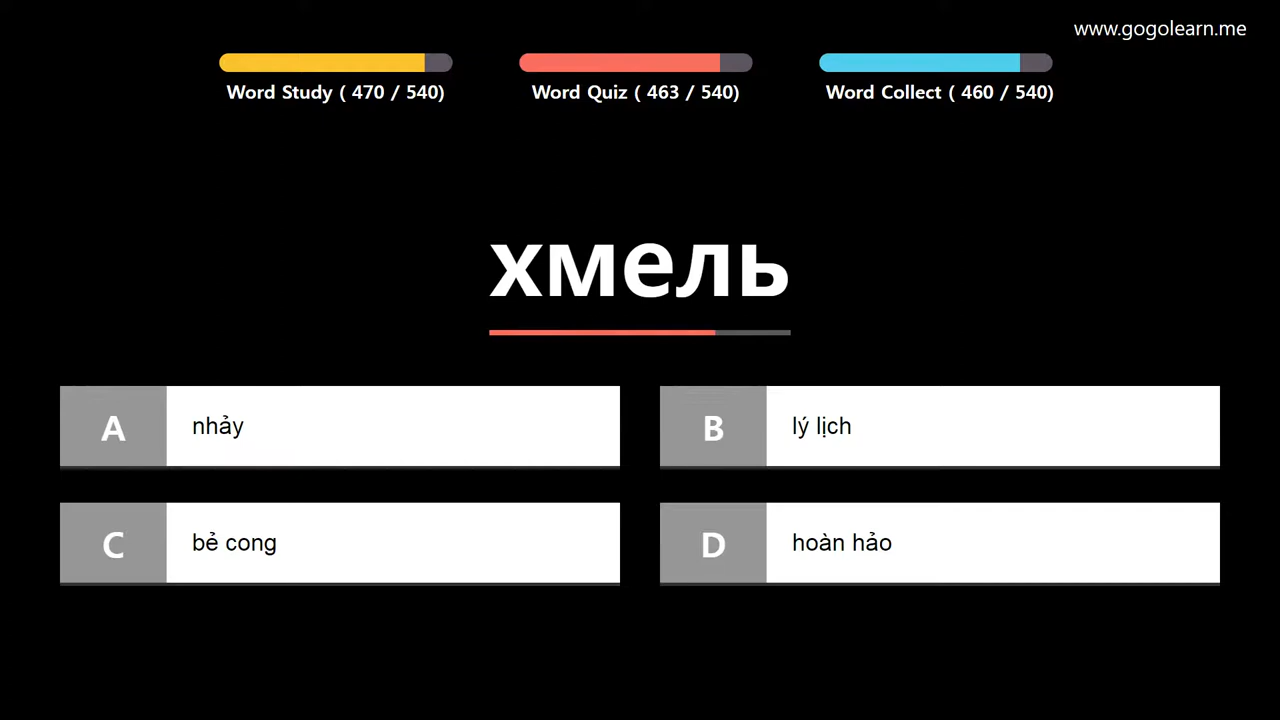 www.gogolearn.me
Word Study ( 470 / 540)
Word Quiz ( 463 / 540)
Word Collect ( 460 / 540)
хмель
A nhảy
B lý lịch
C bẻ cong
D hoàn hảo